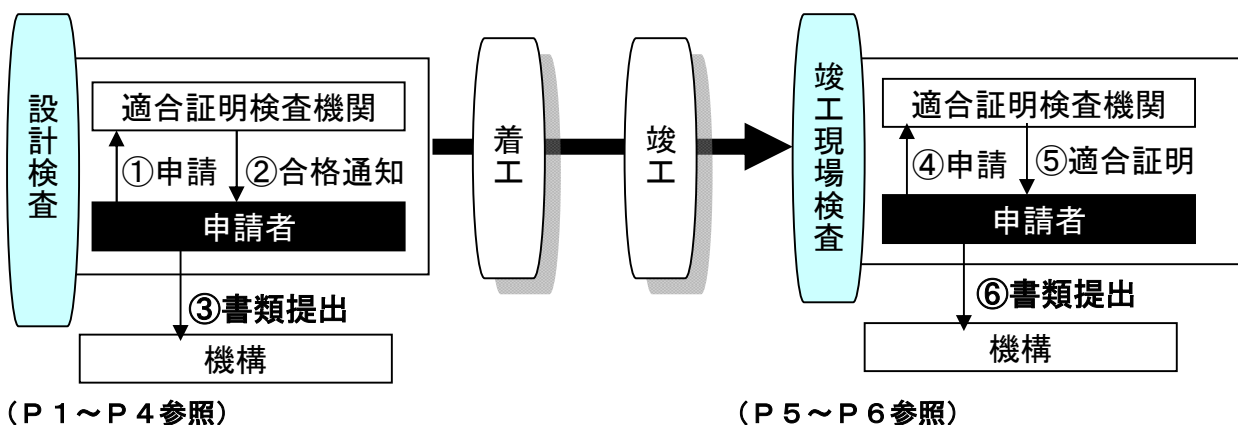 設計検査
適合証明検査機関
①申請
②合格通知
申請者
③書類提出
機構
（Ｐ１～Ｐ４参照）
着工
竣工
竣工現場検査
適合証明検査機関
④申請
⑤適合証明
申請者
⑥書類提出
機構
（Ｐ５～Ｐ６参照）